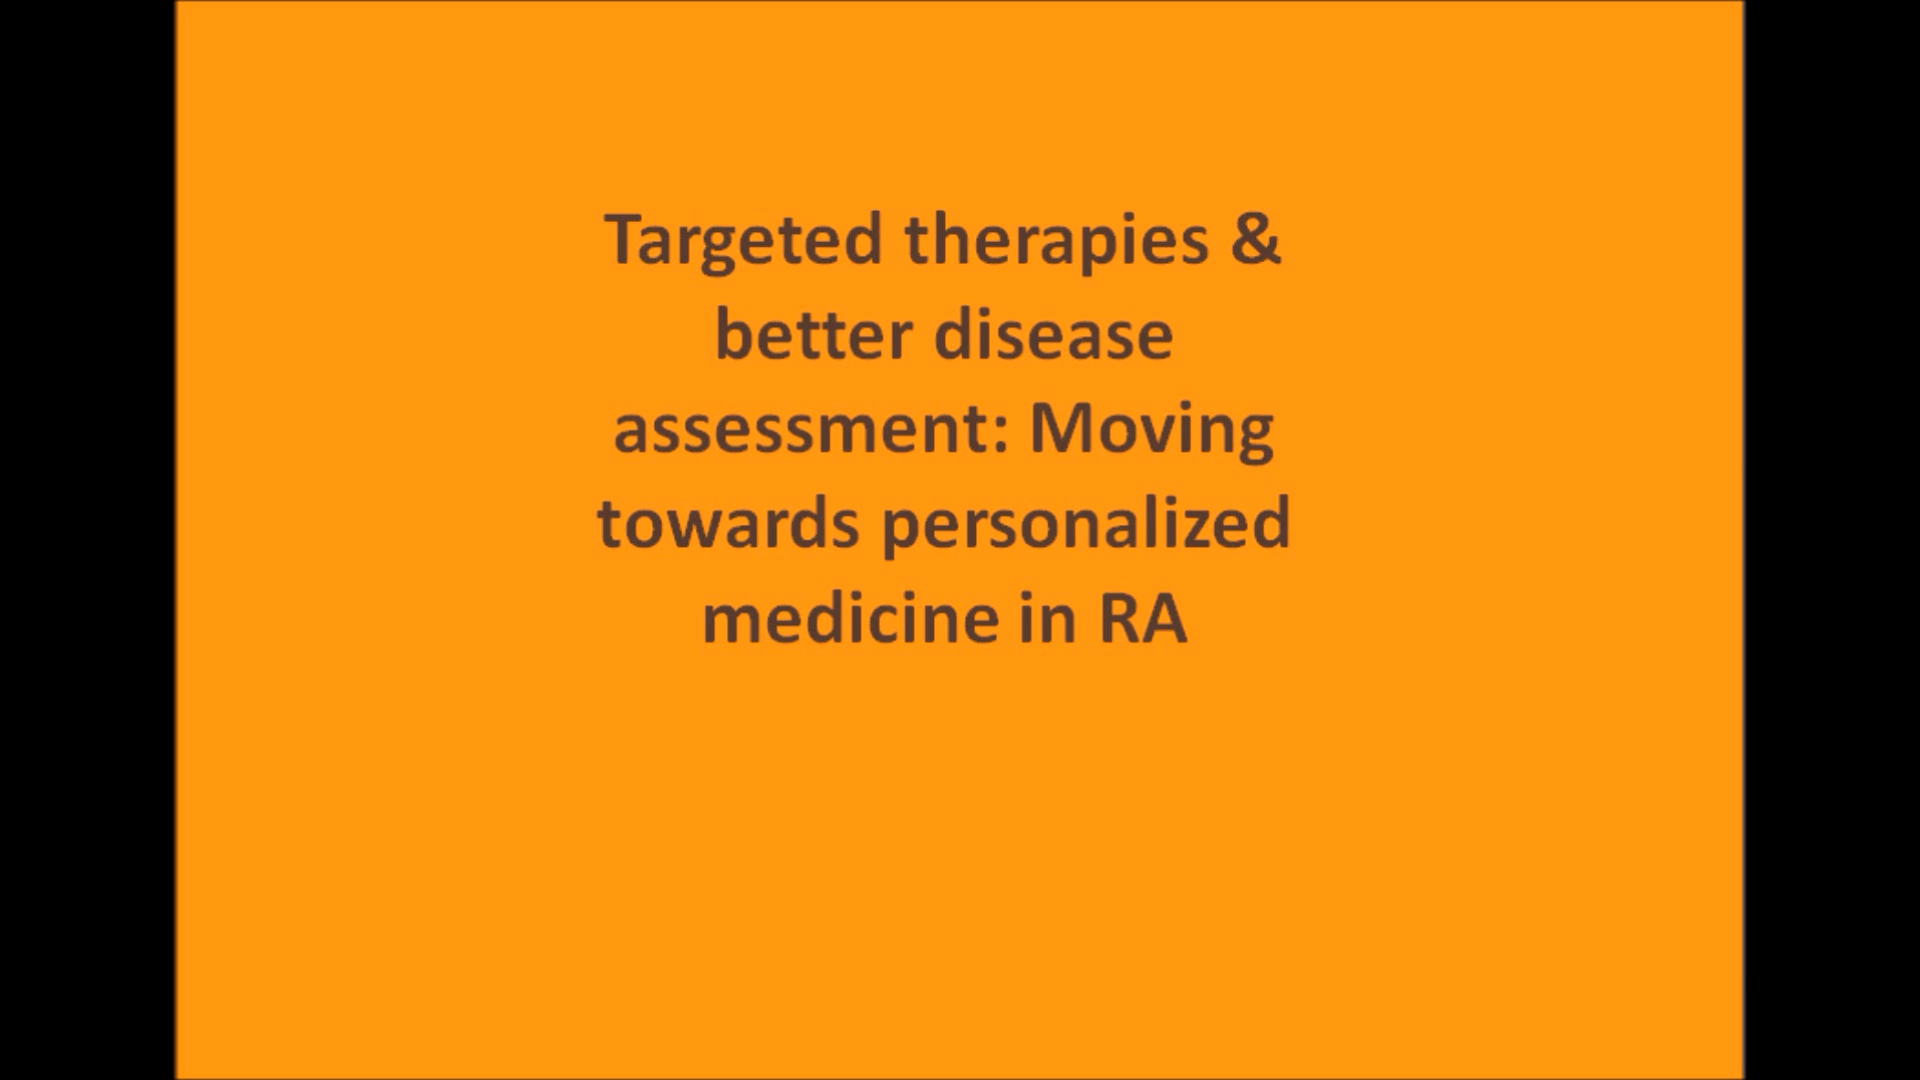 Targeted therapies &
better disease
assessment: Moving
towards personalized
medicine in RA